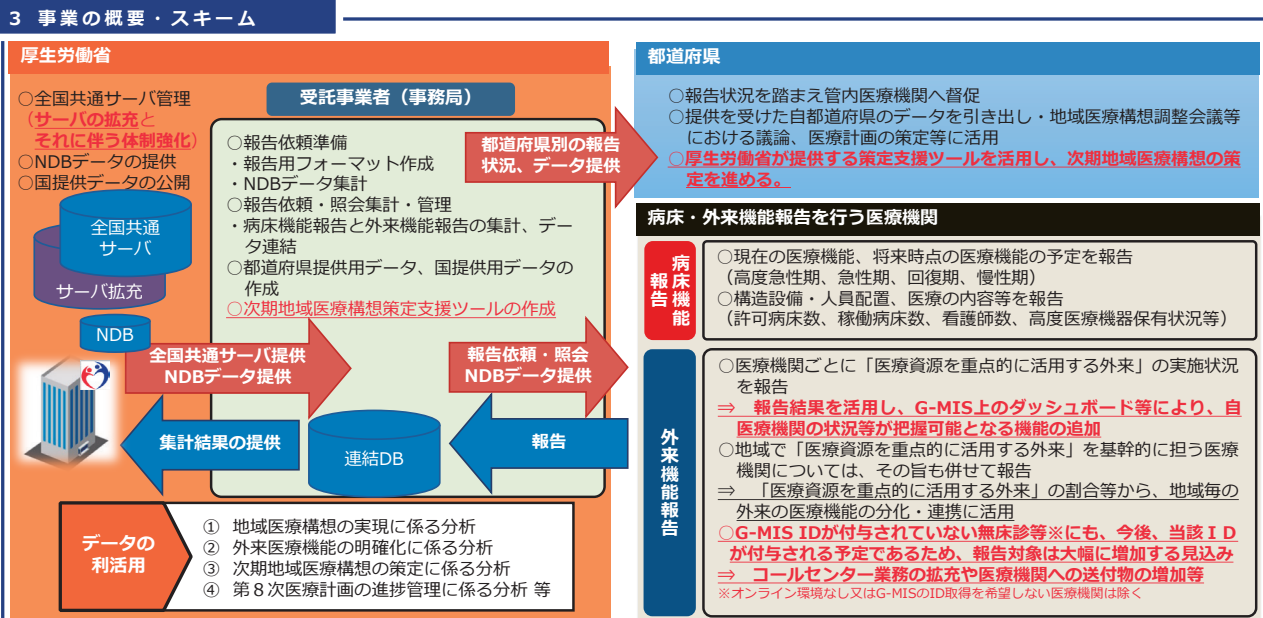 3 事業の概要・スキーム
厚生労働省
○全国共通サーバ管理
（サーバの拡充と
それに伴う体制強化）
○NDBデータの提供
○国提供データの公開
全国共通
サーバ
サーバ拡充
NDB
受託事業者（事務局）
○報告依頼準備
・報告用フォーマット作成
・NDBデータ集計
○報告依頼・照会集計・管理
・病床機能報告と外来機能報告の集計、デー
タ連結
○都道府県提供用データ、国提供用データの
作成
○次期地域医療構想策定支援ツールの作成
都道府県別の報告
状況、データ提供
全国共通サーバ提供
NDBデータ提供
報告依頼・照会
NDBデータ提供
集計結果の提供
連結DB
報告
データの
利活用
① 地域医療構想の実現に係る分析
② 外来医療機能の明確化に係る分析
③ 次期地域医療構想の策定に係る分析
④ 第８次医療計画の進捗管理に係る分析 等
都道府県
○報告状況を踏まえ管内医療機関へ督促
○提供を受けた自都道府県のデータを引き出し・地域医療構想調整会議等
における議論、医療計画の策定等に活用
○厚生労働省が提供する策定支援ツールを活用し、次期地域医療構想の策
定を進める。
病床・外来機能報告を行う医療機関
病床機能
報告
○現在の医療機能、将来時点の医療機能の予定を報告
（高度急性期、急性期、回復期、慢性期）
○構造設備・人員配置、医療の内容等を報告
（許可病床数、稼働病床数、看護師数、高度医療機器保有状況等）
外来機能報告
○医療機関ごとに「医療資源を重点的に活用する外来」の実施状況
を報告
⇒ 報告結果を活用し、G-MIS上のダッシュボード等により、自
医療機関の状況等が把握可能となる機能の追加
○地域で「医療資源を重点的に活用する外来」を基幹的に担う医療
機関については、その旨も併せて報告
⇒ 「医療資源を重点的に活用する外来」の割合等から、地域毎の
外来の医療機能の分化・連携に活用
○G-MIS IDが付与されていない無床診等※にも、今後、当該ＩＤ
が付与される予定であるため、報告対象は大幅に増加する見込み
⇒ コールセンター業務の拡充や医療機関への送付物の増加等
※オンライン環境なし又はG-MISのID取得を希望しない医療機関は除く